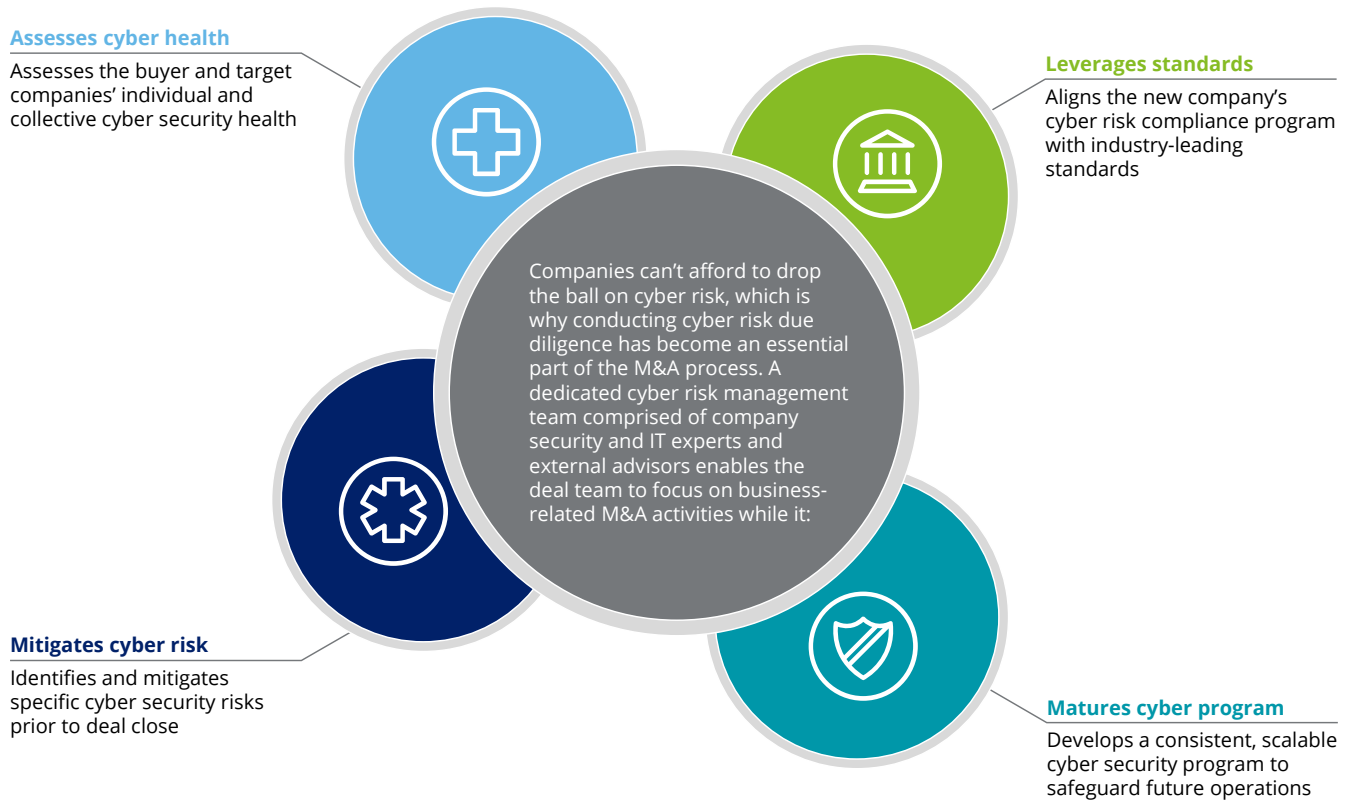 Assesses cyber health
Assesses the buyer and target
companies’ individual and
collective cyber security health
Leverages standards
Aligns the new company’s
cyber risk compliance program
with industry-leading
standards
Companies can’t afford to drop
the ball on cyber risk, which is
why conducting cyber risk due
diligence has become an essential
part of the M&A process. A
dedicated cyber risk management
team comprised of company
security and IT experts and
external advisors enables the
deal team to focus on business-
related M&A activities while it:
Mitigates cyber risk
Identifies and mitigates
specific cyber security risks
prior to deal close
Matures cyber program
Develops a consistent, scalable
cyber security program to
safeguard future operations